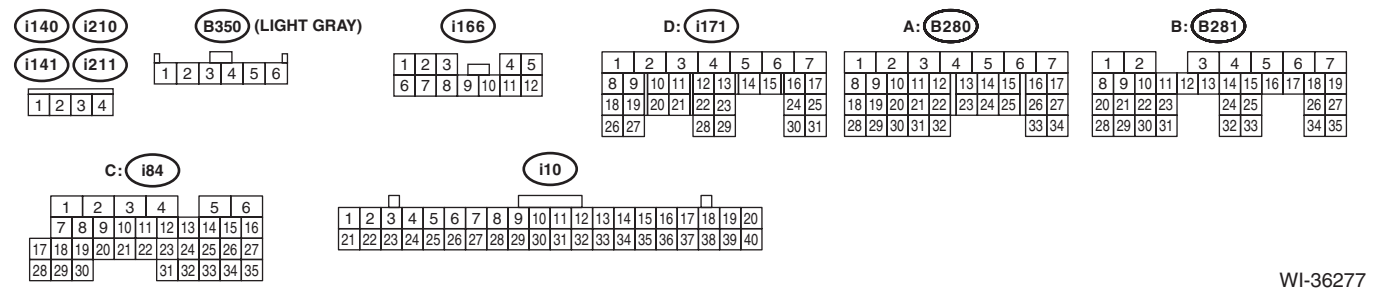 i140 i210
i141 i211
1 2 3 4
B350 (LIGHT GRAY)
1 2 3 4 5 6
i166
1 2 3 4 5
6 7 8 9 10 11 12
D: i171
1 2 3 4 5 6 7
8 9 10 11 12 13 14 15 16 17
18 19 20 21 22 23 24 25
26 27 28 29 30 31
A: B280
1 2 3 4 5 6 7
8 9 10 11 12 13 14 15 16 17
18 19 20 21 22 23 24 25 26 27
28 29 30 31 32 33 34
B: B281
1 2 3 4 5 6 7
8 9 10 11 12 13 14 15 16 17 18 19
20 21 22 23 24 25 26 27
28 29 30 31 32 33 34 35
C: i84
1 2 3 4 5 6
7 8 9 10 11 12 13 14 15 16
17 18 19 20 21 22 23 24 25 26 27
28 29 30 31 32 33 34 35
i10
1 2 3 4 5 6 7 8 9 10 11 12 13 14 15 16 17 18 19 20
21 22 23 24 25 26 27 28 29 30 31 32 33 34 35 36 37 38 39 40
WI-36277